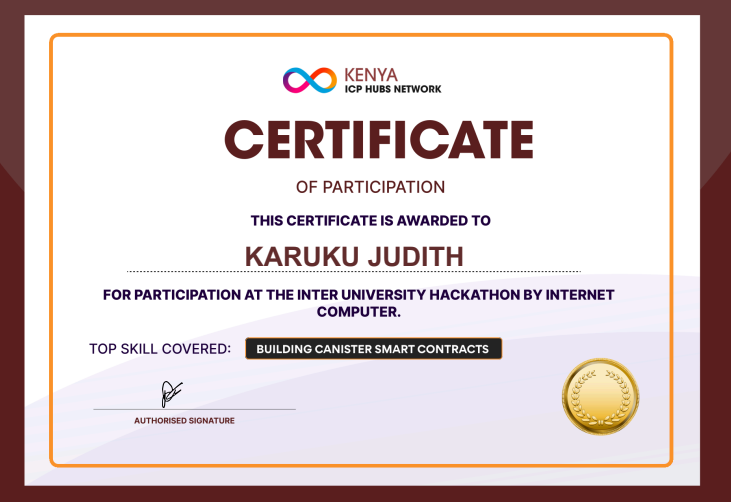 KENYA
ICP HUBS NETWORK
CERTIFICATE
OF PARTICIPATION
THIS CERTIFICATE IS AWARDED TO
KARUKU JUDITH
FOR PARTICIPATION AT THE INTER UNIVERSITY HACKATHON BY INTERNET
COMPUTER.
TOP SKILL COVERED: BUILDING CANISTER SMART CONTRACTS
AUTHORISED SIGNATURE